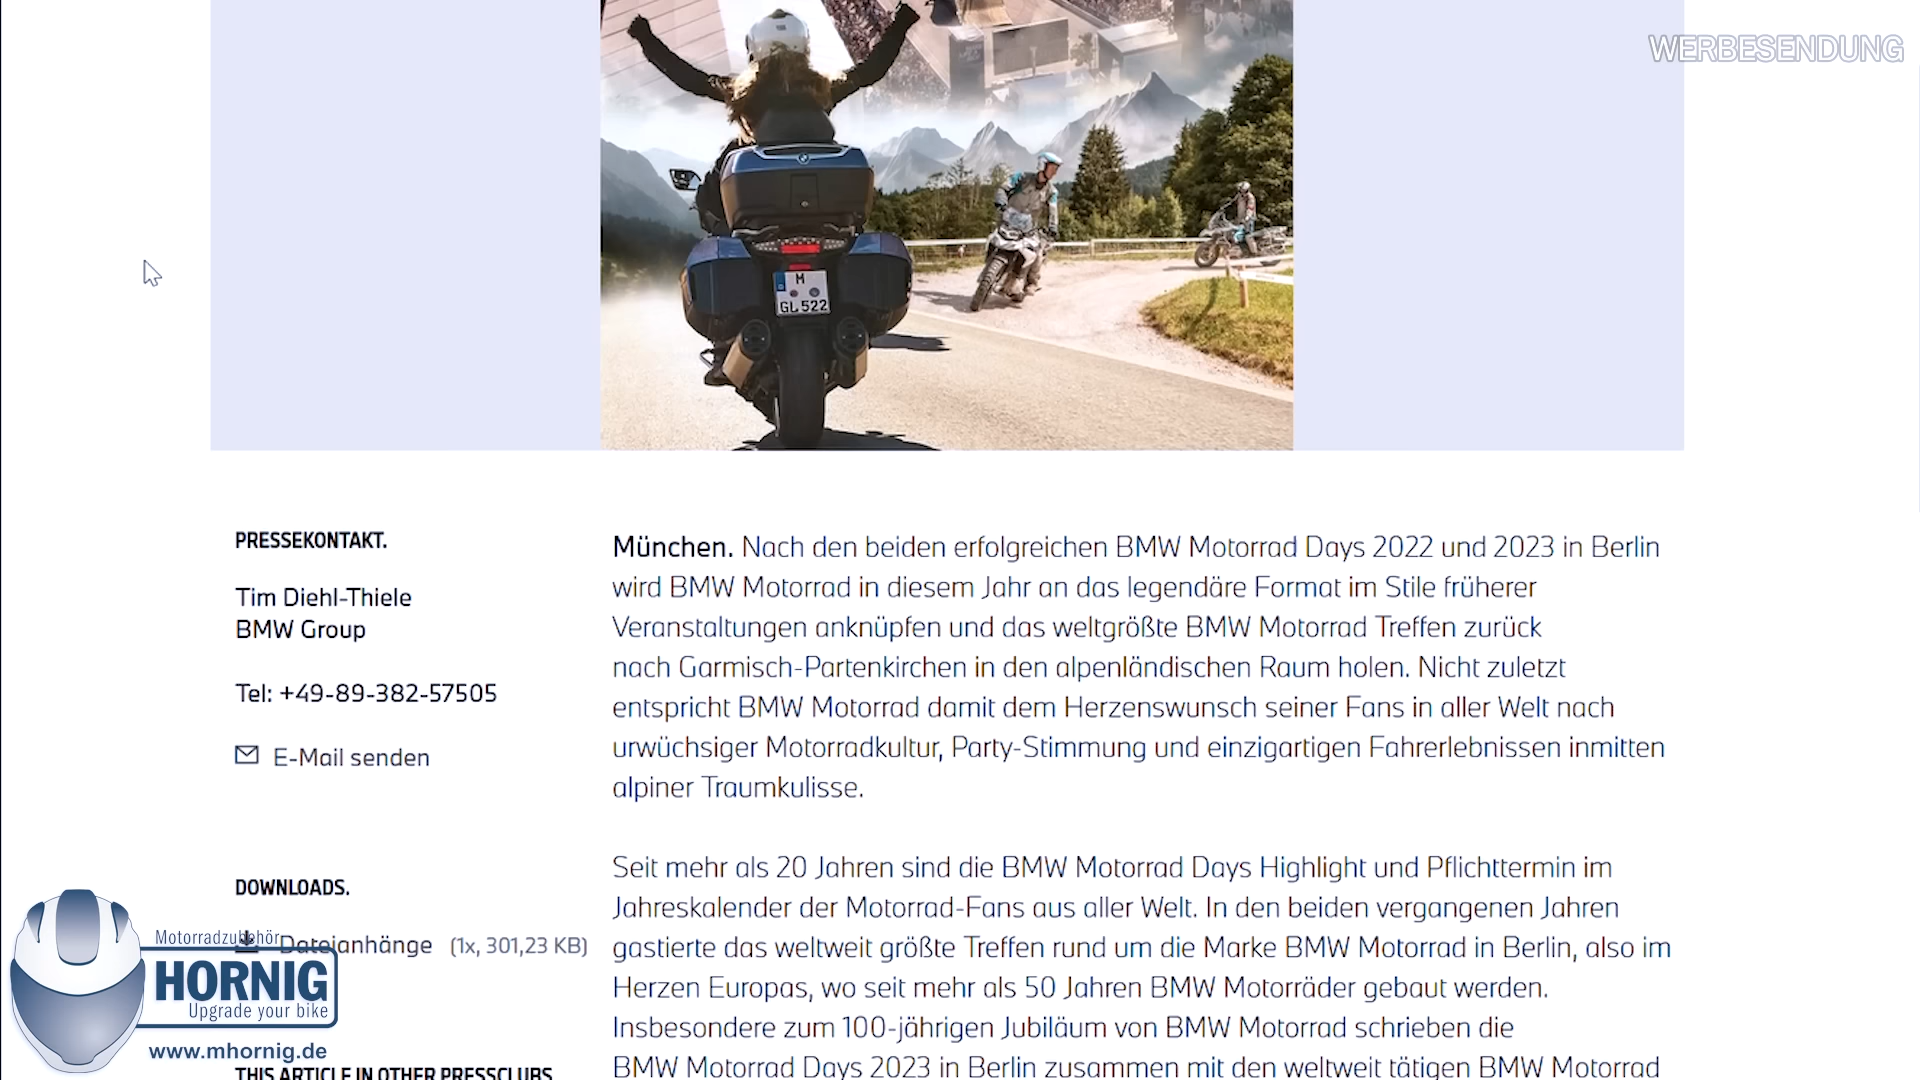 WERBESENDUNG
M
GL 522
PRESSEKONTAKT.
Tim Diehl-Thiele
BMW Group
Tel: +49-89-382-57505
E-Mail senden
DOWNLOADS.
Dateianhänge (1x, 301,23 KB)
THIS ARTICLE IN OTHER PRESSCLUBS
München. Nach den beiden erfolgreichen BMW Motorrad Days 2022 und 2023 in Berlin
wird BMW Motorrad in diesem Jahr an das legendäre Format im Stile früherer
Veranstaltungen anknüpfen und das weltgrößte BMW Motorrad Treffen zurück
nach Garmisch-Partenkirchen in den alpenländischen Raum holen. Nicht zuletzt
entspricht BMW Motorrad damit dem Herzenswunsch seiner Fans in aller Welt nach
urwüchsiger Motorradkultur, Party-Stimmung und einzigartigen Fahrerlebnissen inmitten
alpiner Traumkulisse.
Seit mehr als 20 Jahren sind die BMW Motorrad Days Highlight und Pflichttermin im
Jahreskalender der Motorrad-Fans aus aller Welt. In den beiden vergangenen Jahren
gastierte das weltweit größte Treffen rund um die Marke BMW Motorrad in Berlin, also im
Herzen Europas, wo seit mehr als 50 Jahren BMW Motorräder gebaut werden.
Insbesondere zum 100-jährigen Jubiläum von BMW Motorrad schrieben die
BMW Motorrad Days 2023 in Berlin zusammen mit den weltweit tätigen BMW Motorrad
Motorradzubehör
HORNIG
Upgrade your bike
www.mhornig.de